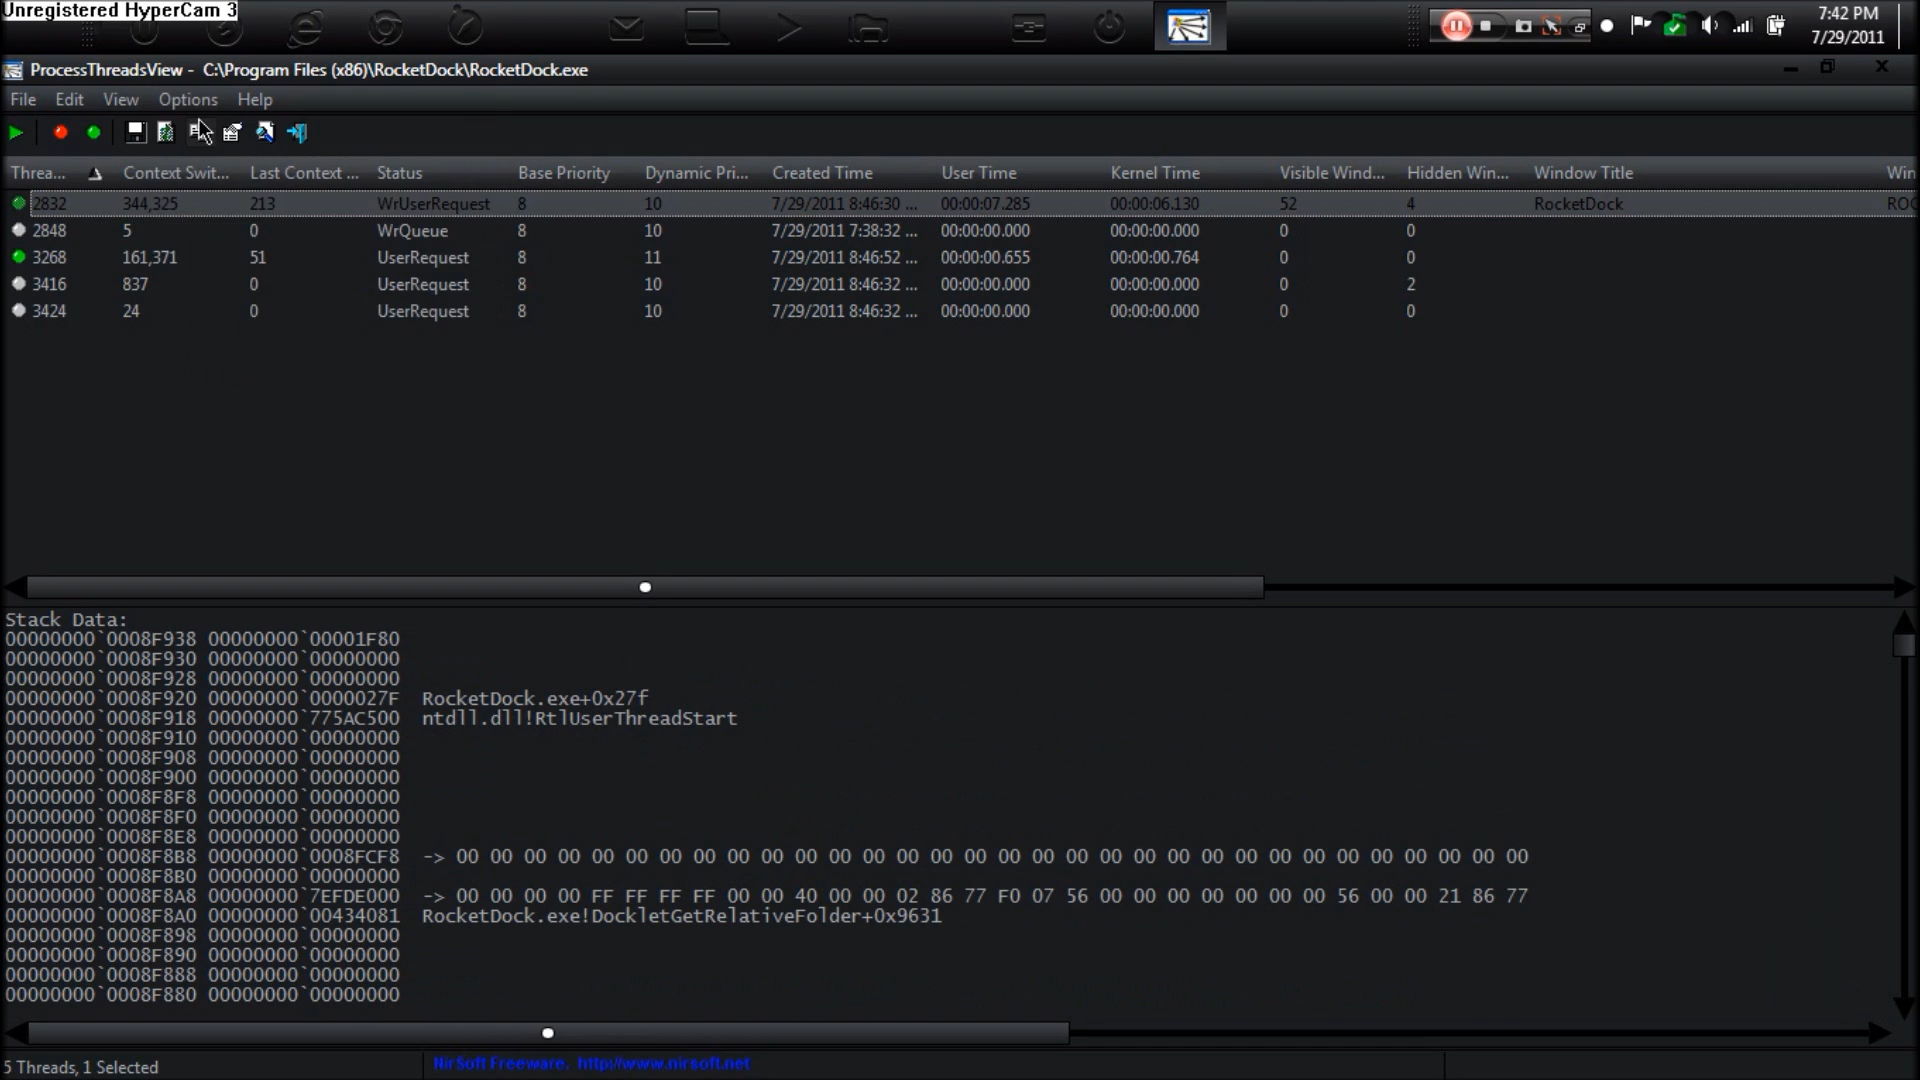 Unregistered HyperCam 3
7:42 PM
7/29/2011
ProcessThreadsView - C:\Program Files (x86)\RocketDock\RocketDock.exe
File Edit View Options Help
Threa... Context Swit... Last Context ... Status Base Priority Dynamic Pri... Created Time User Time Kernel Time Visible Wind... Hidden Win... Window Title Win
2832 344,325 213 WrUserRequest 8 10 7/29/2011 8:46:30 ... 00:00:07.285 00:00:06.130 52 4 RocketDock ROC
2848 5 0 WrQueue 8 10 7/29/2011 7:38:32 ... 00:00:00.000 00:00:00.000 0 0
3268 161,371 51 UserRequest 8 11 7/29/2011 8:46:52 ... 00:00:00.655 00:00:00.764 0 0
3416 837 0 UserRequest 8 10 7/29/2011 8:46:32 ... 00:00:00.000 00:00:00.000 0 2
3424 24 0 UserRequest 8 10 7/29/2011 8:46:32 ... 00:00:00.000 00:00:00.000 0 0
Stack Data:
00000000`0008F938 00000000`00001F80
00000000`0008F930 00000000`00000000
00000000`0008F928 00000000`00000000
00000000`0008F920 00000000`0000027F RocketDock.exe+0x27f
00000000`0008F918 00000000`775AC500 ntdll.dll!RtlUserThreadStart
00000000`0008F910 00000000`00000000
00000000`0008F908 00000000`00000000
00000000`0008F900 00000000`00000000
00000000`0008F8F8 00000000`00000000
00000000`0008F8F0 00000000`00000000
00000000`0008F8E8 00000000`00000000
00000000`0008F8B8 00000000`0008FCF8 -> 00 00 00 00 00 00 00 00 00 00 00 00 00 00 00 00 00 00 00 00 00 00 00 00 00 00 00 00 00 00 00 00
00000000`0008F8B0 00000000`00000000
00000000`0008F8A8 00000000`7EFDE000 -> 00 00 00 00 FF FF FF FF 00 00 40 00 00 02 86 77 F0 07 56 00 00 00 00 00 00 00 56 00 00 21 86 77
00000000`0008F8A0 00000000`00434081 RocketDock.exe!DockletGetRelativeFolder+0x9631
00000000`0008F898 00000000`00000000
00000000`0008F890 00000000`00000000
00000000`0008F888 00000000`00000000
00000000`0008F880 00000000`00000000
5 Threads, 1 Selected
NirSoft Freeware. http://www.nirsoft.net